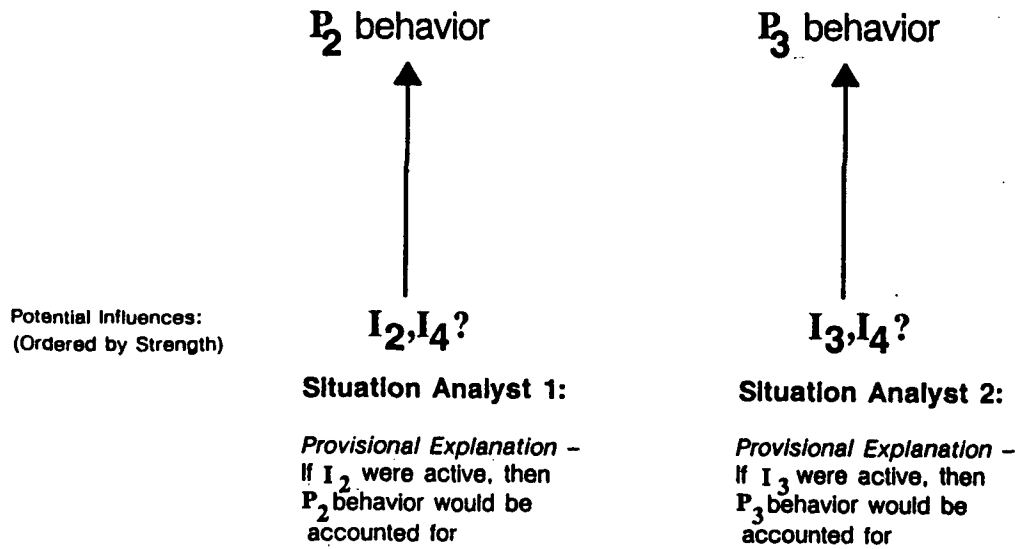 P2 behavior
P3 behavior
Potential Influences:
(Ordered by Strength)
I2,I4?
I3,I4?
Situation Analyst 1:
Provisional Explanation –
If I2 were active, then
P2 behavior would be
accounted for
Situation Analyst 2:
Provisional Explanation –
If I3 were active, then
P3 behavior would be
accounted for